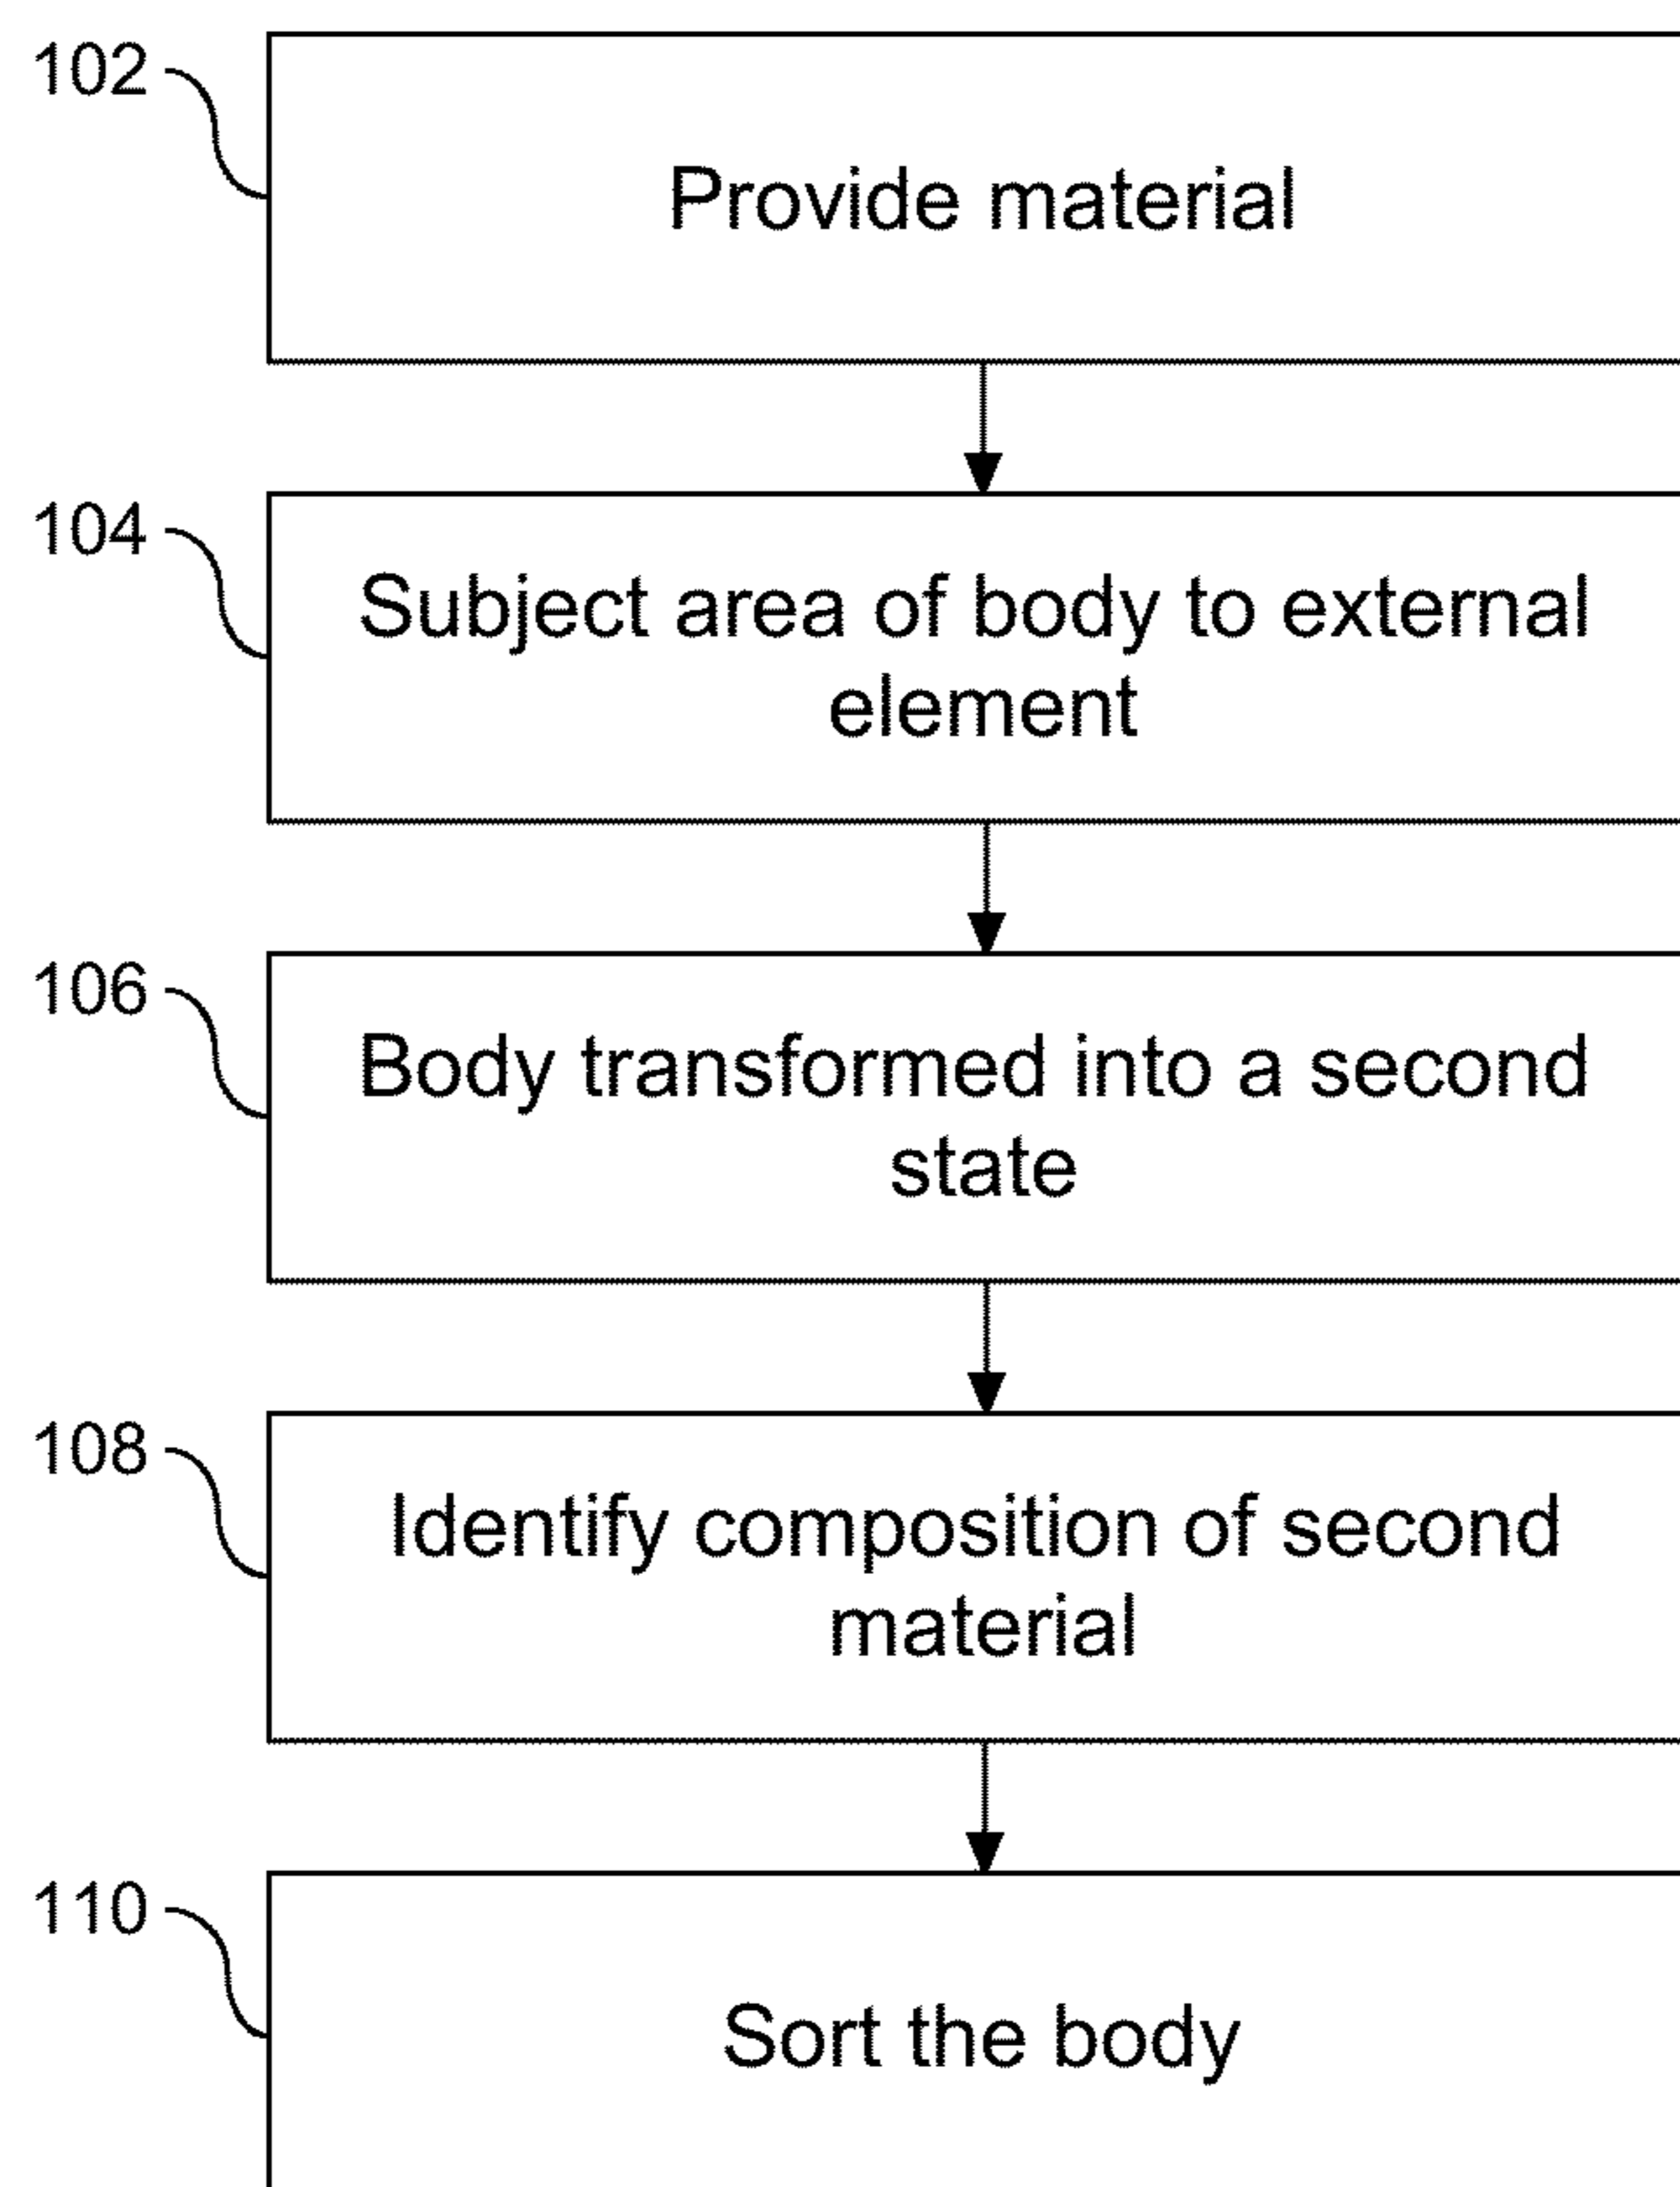 102
Provide material
104
Subject area of body to external
element
106
Body transformed into a second
state
108
Identify composition of second
material
110
Sort the body